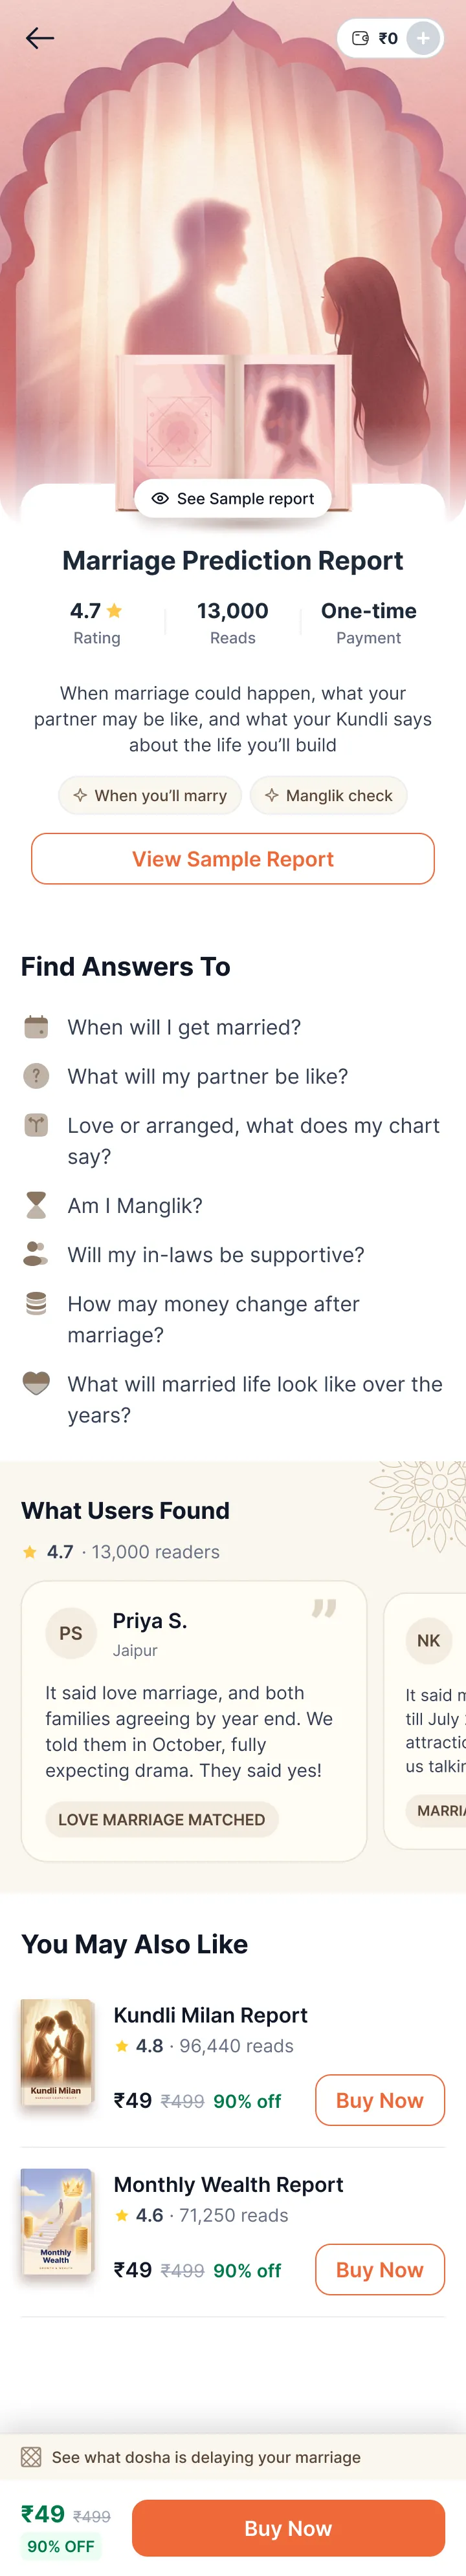 ₹0
See Sample report
Marriage Prediction Report
4.7
13,000
One-time
Rating
Reads
Payment
When marriage could happen, what your
partner may be like, and what your Kundli says
about the life you’ll build
When you’ll marry
Manglik check
View Sample Report
Find Answers To
When will I get married?
What will my partner be like?
Love or arranged, what does my chart
say?
Am I Manglik?
Will my in-laws be supportive?
How may money change after
marriage?
What will married life look like over the
years?
What Users Found
4.7 · 13,000 readers
PS
Priya S.
Jaipur
It said love marriage, and both
families agreeing by year end. We
told them in October, fully
expecting drama. They said yes!
LOVE MARRIAGE MATCHED
NK
It said
till July
us
You May Also Like
Kundli Milan
Kundli Milan Report
4.8 · 96,440 reads
₹49 ₹499 90% off
Buy Now
Monthly
Wealth
Monthly Wealth Report
4.6 · 71,250 reads
₹49 ₹499 90% off
Buy Now
See what dosha is delaying your marriage
₹49 ₹499
90% OFF
Buy Now